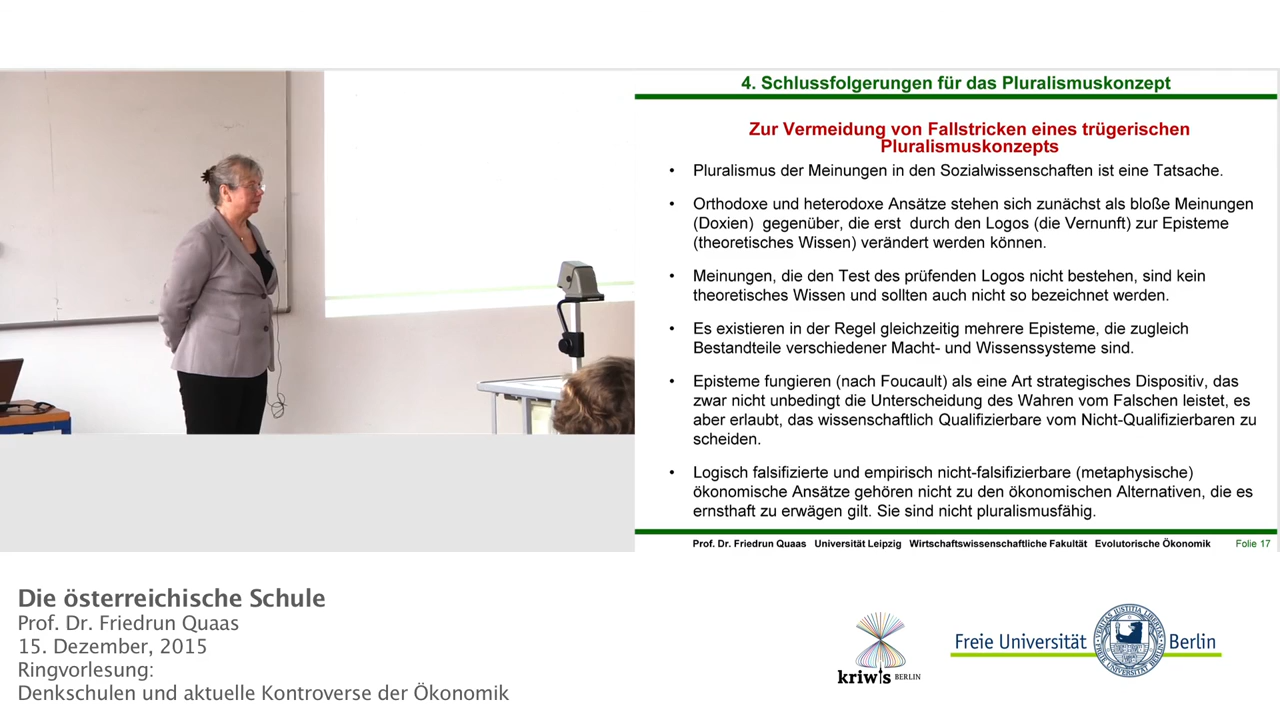 4. Schlussfolgerungen für das Pluralismuskonzept
Zur Vermeidung von Fallstricken eines trügerischen
Pluralismuskonzepts
• Pluralismus der Meinungen in den Sozialwissenschaften ist eine Tatsache.
• Orthodoxe und heterodoxe Ansätze stehen sich zunächst als bloße Meinungen
(Doxien) gegenüber, die erst durch den Logos (die Vernunft) zur Episteme
(theoretisches Wissen) verändert werden können.
• Meinungen, die den Test des prüfenden Logos nicht bestehen, sind kein
theoretisches Wissen und sollten auch nicht so bezeichnet werden.
• Es existieren in der Regel gleichzeitig mehrere Episteme, die zugleich
Bestandteile verschiedener Macht- und Wissenssysteme sind.
• Episteme fungieren (nach Foucault) als eine Art strategisches Dispositiv, das
zwar nicht unbedingt die Unterscheidung des Wahren vom Falschen leistet, es
aber erlaubt, das wissenschaftlich Qualifizierbare vom Nicht-Qualifizierbaren zu
scheiden.
• Logisch falsifizierte und empirisch nicht-falsifizierbare (metaphysische)
ökonomische Ansätze gehören nicht zu den ökonomischen Alternativen, die es
ernsthaft zu erwägen gilt. Sie sind nicht pluralismusfähig.
Prof. Dr. Friedrun Quaas Universität Leipzig Wirtschaftswissenschaftliche Fakultät Evolutorische Ökonomik Folie 17
Die österreichische Schule
Prof. Dr. Friedrun Quaas
15. Dezember, 2015
Ringvorlesung:
Denkschulen und aktuelle Kontroverse der Ökonomik
kriwis BERLIN
Freie Universität Berlin